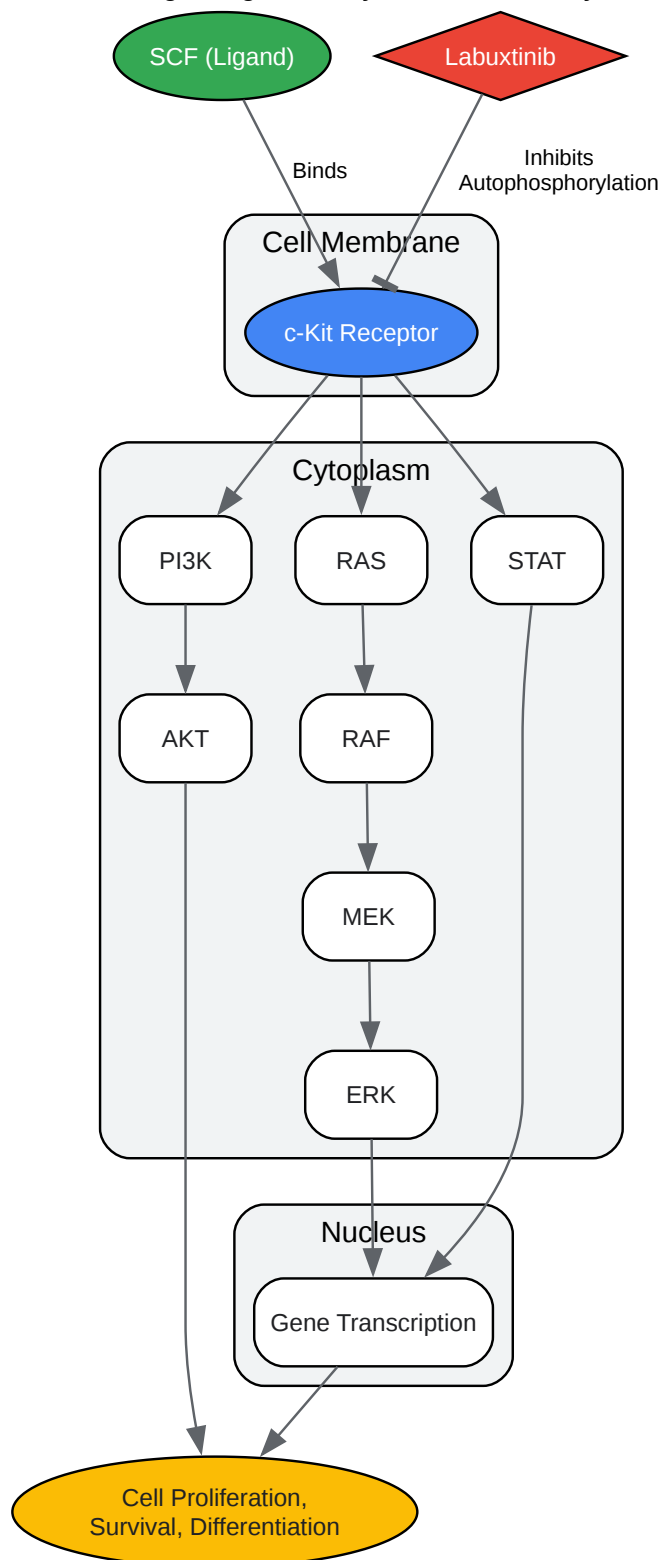 SCF (Ligand)
Labuxtinib
Binds
Inhibits
Autophosphorylation
Cell Membrane
c-Kit Receptor
Cytoplasm
PI3K
RAS
STAT
AKT
RAF
MEK
ERK
Nucleus
Gene Transcription
Cell Proliferation,
Survival, Differentiation